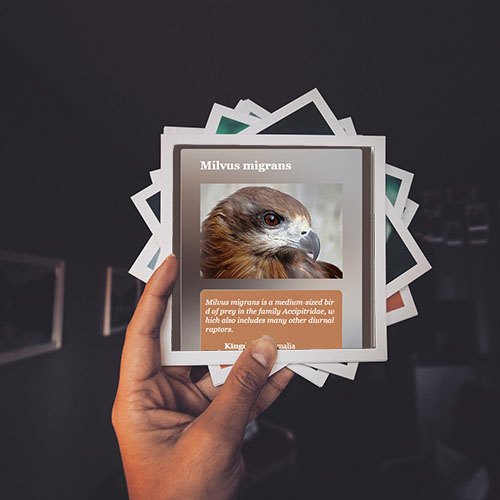 Milvus migrans
Milvus migrans is a medium-sized bir
d of prey in the family Accipitridae, w
hich also includes many other diurnal
raptors.